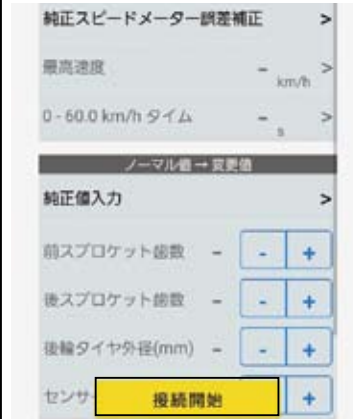 純正スピードメーター誤差補正 >
最高速度 - km/h >
0 - 60.0 km/h タイム - s >
ノーマル値 → 変更値
純正値入力 >
前スプロケット歯数 - - +
後スプロケット歯数 - - +
後輪タイヤ外径(mm) - - +
センサ +
接続開始